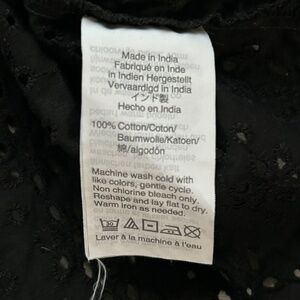 Made in India
Fabriqué en Inde
in Indien Hergestellt
Vervaardigd in India
インド製
Hecho en India
100% Cotton/Coton/
Baumwolle/Katoen/
綿/algodón
Machine wash cold with
like colors, gentle cycle.
Non chlorine bleach only.
Reshape and lay flat to dry.
Warm iron as needed.
Laver à la machine à l'eau